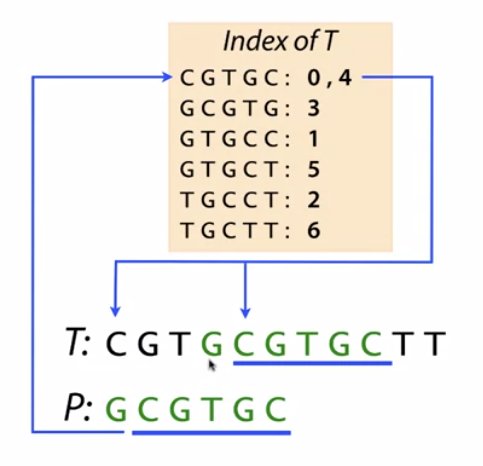 Index of T
CGTGC: 0, 4
GCGTG: 3
GTGCC: 1
GTGCT: 5
TGCCT: 2
TGCTT: 6
T: CGTGCGTGCTT
P: GCGTGC